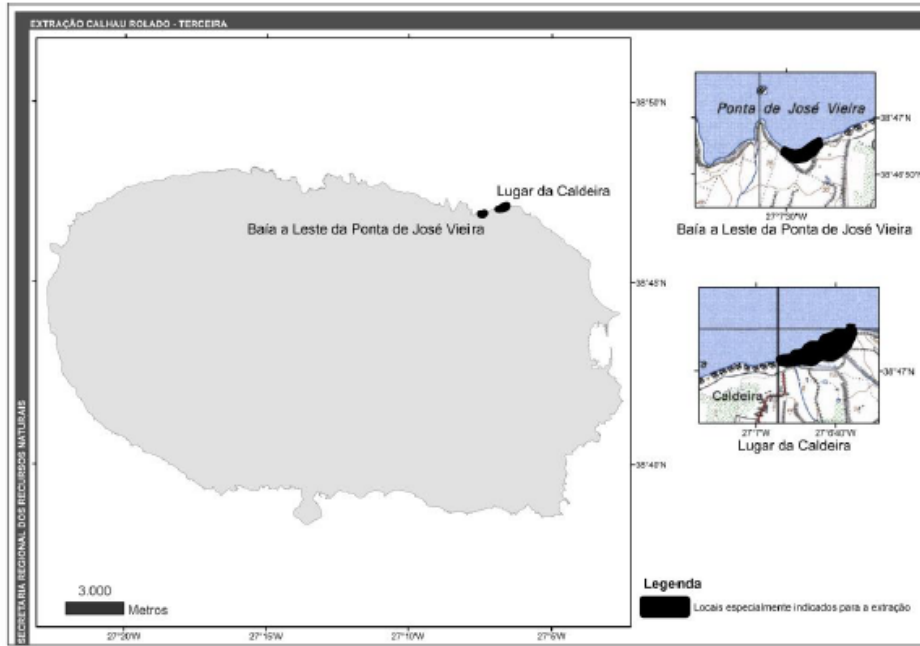 EXTRAÇÃO CALHAU ROLADO - TERCEIRA
SECRETARIA REGIONAL DOS RECURSOS NATURAIS
Lugar da Caldeira
Baía a Leste da Ponta de José Vieira
38°50'N
38°45'N
38°40'N
3.000
Metros
27°20'W
27°15'W
27°10'W
27°5'W
Ponta de José Vieira
38°47'N
38°46'50"N
27°7'30"W
Baía a Leste da Ponta de José Vieira
Caldeira
38°47'N
27°7'W
27°6'40"W
Lugar da Caldeira
Legenda
Locais especialmente indicados para a extração